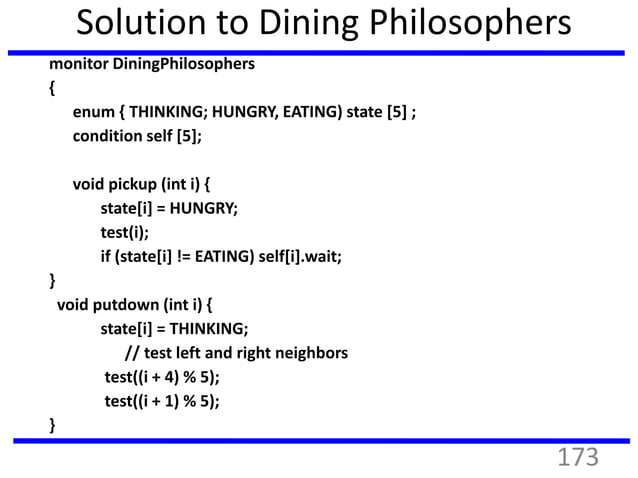 Solution to Dining Philosophers
monitor DiningPhilosophers
{
enum { THINKING; HUNGRY, EATING) state [5] ;
condition self [5];
void pickup (int i) {
state[i] = HUNGRY;
test(i);
if (state[i] != EATING) self[i].wait;
}
void putdown (int i) {
state[i] = THINKING;
// test left and right neighbors
test((i + 4) % 5);
test((i + 1) % 5);
}
173